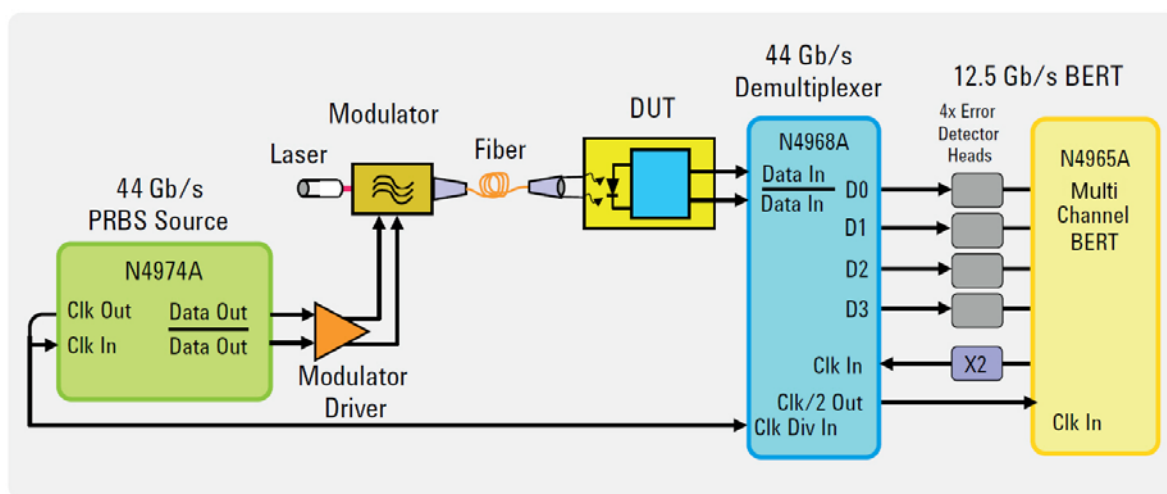 44 Gb/s
PRBS Source
N4974A
Clk Out
Clk In
Data Out
Data Out
Modulator
Driver
Laser
Modulator
Fiber
DUT
44 Gb/s
Demultiplexer
N4968A
Data In
Data In
D0
D1
D2
D3
Clk In
Clk/2 Out
Clk Div In
12.5 Gb/s BERT
4x Error
Detector
Heads
X2
N4965A
Multi
Channel
BERT
Clk In